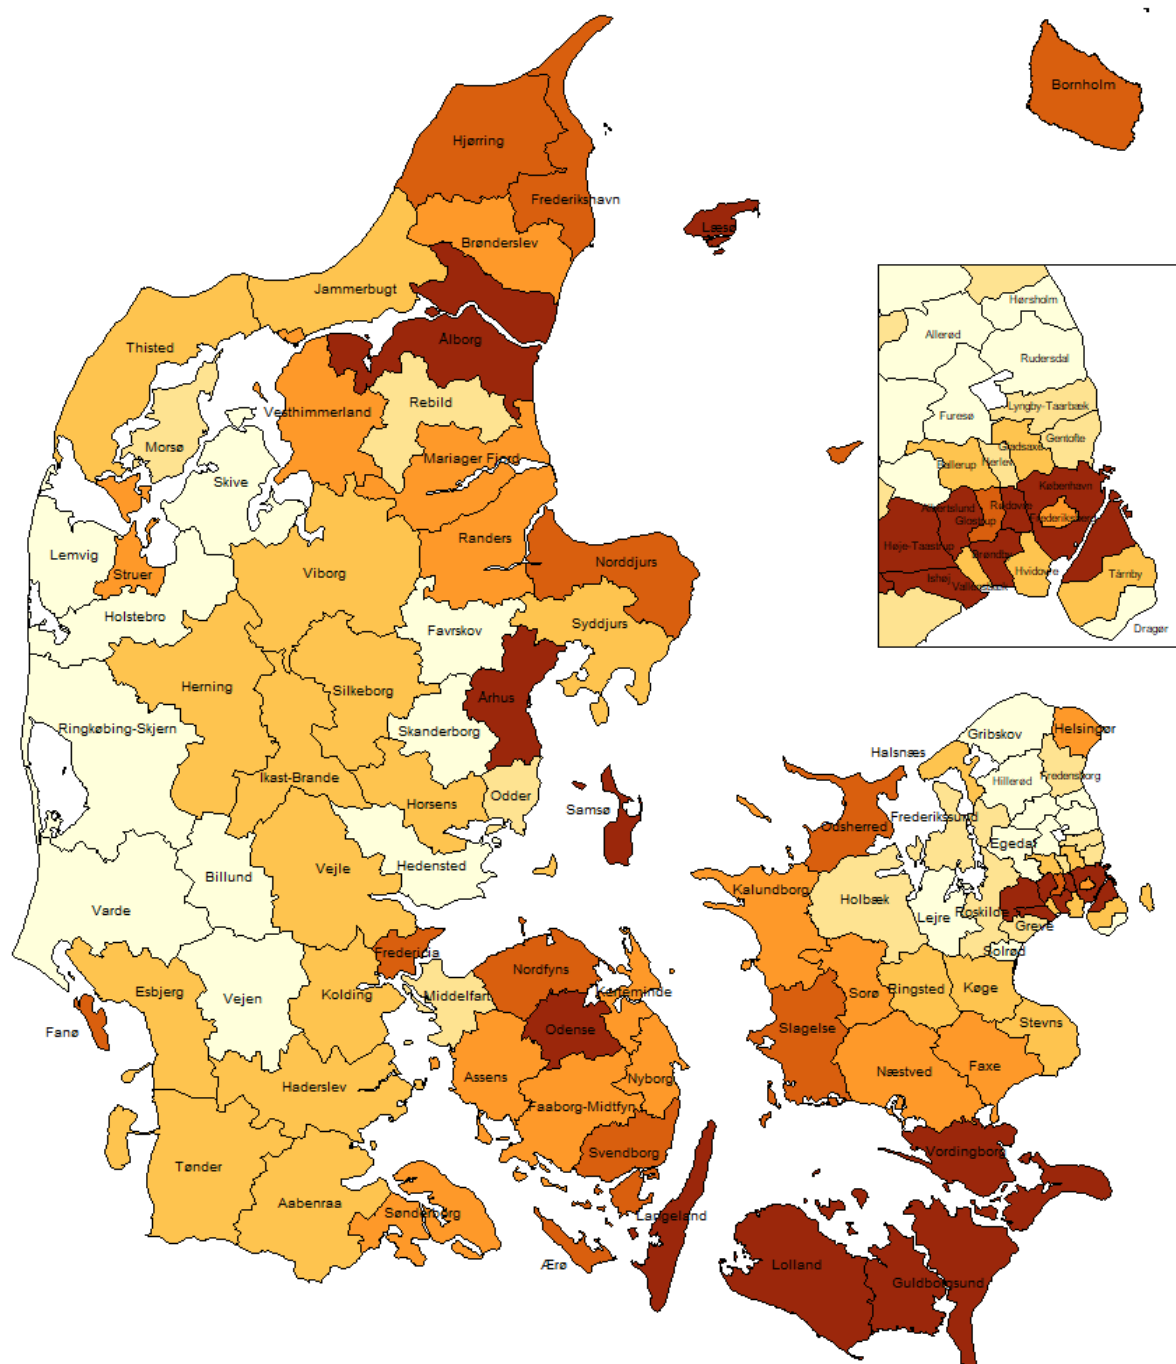 Bornholm
Hjørring
Frederikshavn
Læsø
Brønderslev
Jammerbugt
Ålborg
Thisted
Rebild
Vesthimmerland
Morsø
Mariager Fjord
Skive
Randers
Lemvig
Struer
Viborg
Norddjurs
Holstebro
Favrskov
Syddjurs
Herning
Silkeborg
Århus
Ringkøbing-Skjern
Skanderborg
Ikast-Brande
Horsens
Odder
Samsø
Hedensted
Vejle
Billund
Varde
Fredericia
Esbjerg
Vejen
Kolding
Middelfart
Nordfyns
Kerteminde
Fanø
Odense
Haderslev
Assens
Nyborg
Faaborg-Midtfyn
Svendborg
Tønder
Aabenraa
Sønderborg
Langeland
Ærø
Hørsholm
Allerød
Rudersdal
Furesø
Lyngby-Taarbæk
Gentofte
Gladsaxe
Ballerup
Herlev
København
Albertslund
Rødovre
Glostrup
Frederiksberg
Høje-Taastrup
Brøndby
Ishøj
Vallensbæk
Hvidovre
Tårnby
Dragør
Helsingør
Gribskov
Halsnæs
Hillerød
Fredensborg
Frederikssund
Odsherred
Egedal
Kalundborg
Holbæk
Lejre
Roskilde
Greve
Solrød
Sorø
Ringsted
Køge
Slagelse
Stevns
Næstved
Faxe
Vordingborg
Lolland
Guldborgsund